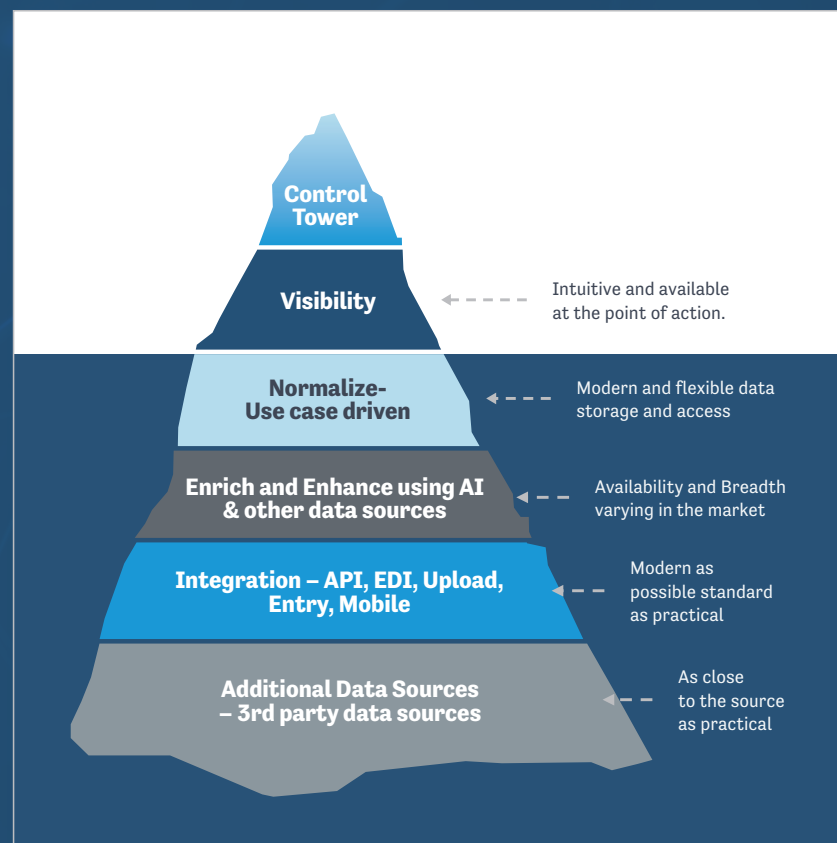 Control
Tower
Visibility
Intuitive and available
at the point of action.
Normalize-
Use case driven
Modern and flexible data
storage and access
Enrich and Enhance using AI
& other data sources
Availability and Breadth
varying in the market
Integration – API, EDI, Upload,
Entry, Mobile
Modern as
possible standard
as practical
Additional Data Sources
– 3rd party data sources
As close
to the source
as practical